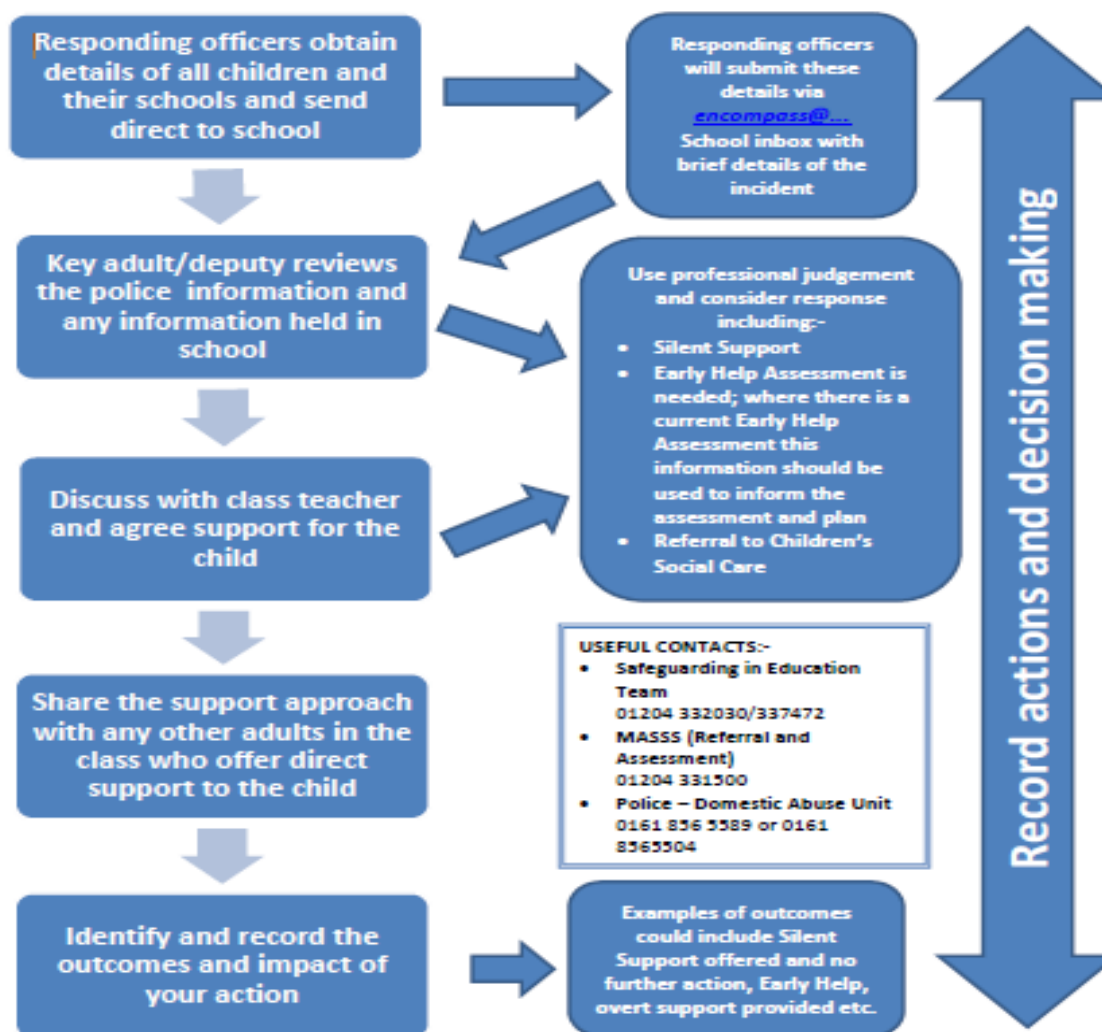 Responding officers obtain
details of all children and
their schools and send
direct to school
Responding officers
will submit these
details via
encompass@...
School inbox with
brief details of the
incident
Key adult/deputy reviews
the police information and
any information held in
school
Use professional judgement
and consider response
including:-
• Silent Support
• Early Help Assessment is
needed; where there is a
current Early Help
Assessment this
information should be
used to inform the
assessment and plan
• Referral to Children's
Social Care
Discuss with class teacher
and agree support for the
child
Share the support approach
with any other adults in the
class who offer direct
support to the child
USEFUL CONTACTS:-
• Safeguarding in Education
Team
01204 332030/337472
• MASSS (Referral and
Assessment)
01204 331500
• Police – Domestic Abuse Unit
0161 856 5589 or 0161
8565504
Identify and record the
outcomes and impact of
your action
Examples of outcomes
could include Silent
Support offered and no
further action, Early Help,
overt support provided etc.
Record actions and decision making